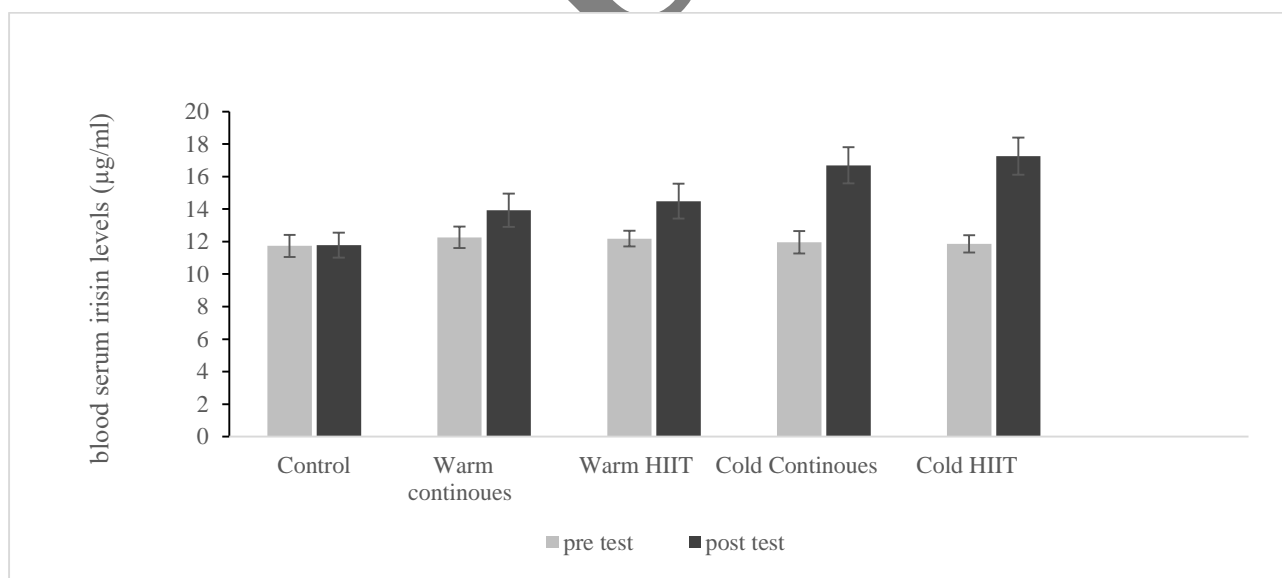 blood serum irisin levels (µg/ml)
20
18
16
14
12
10
8
6
4
2
0
Control
Warm
continoues
Warm HIIT
Cold Continoues
Cold HIIT
pre test
post test